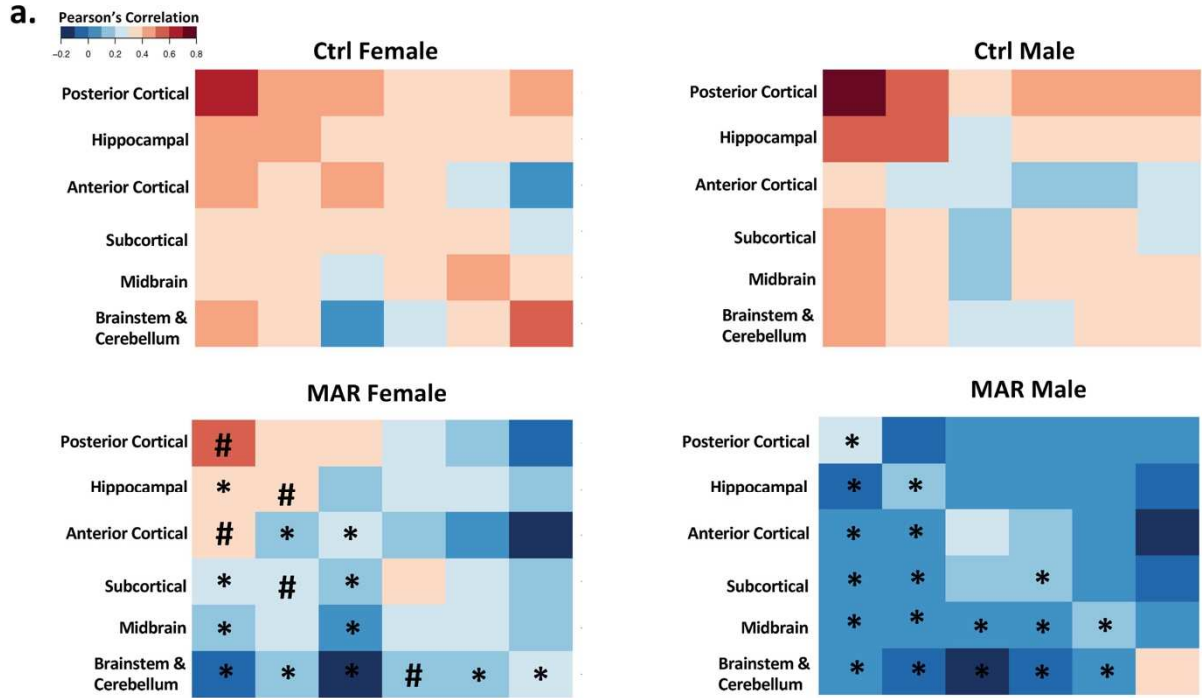 a.
Pearson's Correlation
−0.2 0 0.2 0.4 0.6 0.8
Ctrl Female
Posterior Cortical
Hippocampal
Anterior Cortical
Subcortical
Midbrain
Brainstem &
Cerebellum
Ctrl Male
Posterior Cortical
Hippocampal
Anterior Cortical
Subcortical
Midbrain
Brainstem &
Cerebellum
MAR Female
Posterior Cortical #
Hippocampal * #
Anterior Cortical # * *
Subcortical * # *
Midbrain * *
Brainstem &
Cerebellum * * * # * *
MAR Male
Posterior Cortical *
Hippocampal * *
Anterior Cortical * *
Subcortical * * *
Midbrain * * * * *
Brainstem &
Cerebellum * * * * *